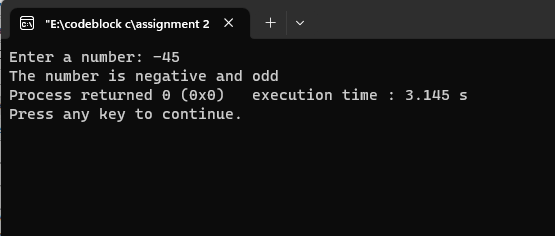 "E:\codeblock c\assignment 2
Enter a number: -45
The number is negative and odd
Process returned 0 (0x0)   execution time : 3.145 s
Press any key to continue.